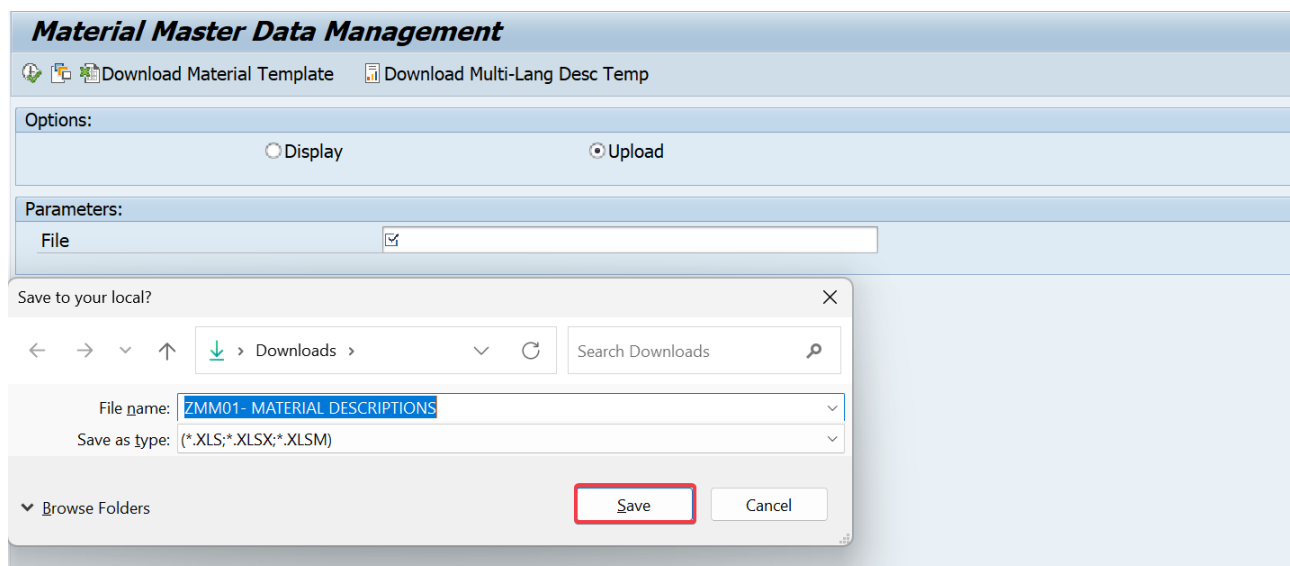 Material Master Data Management
Download Material Template Download Multi-Lang Desc Temp
Options:
Display Upload
Parameters:
File
Save to your local?
Downloads Search Downloads
File name: ZMM01- MATERIAL DESCRIPTIONS
Save as type: (*.XLS;*.XLSX;*.XLSM)
Browse Folders Save Cancel